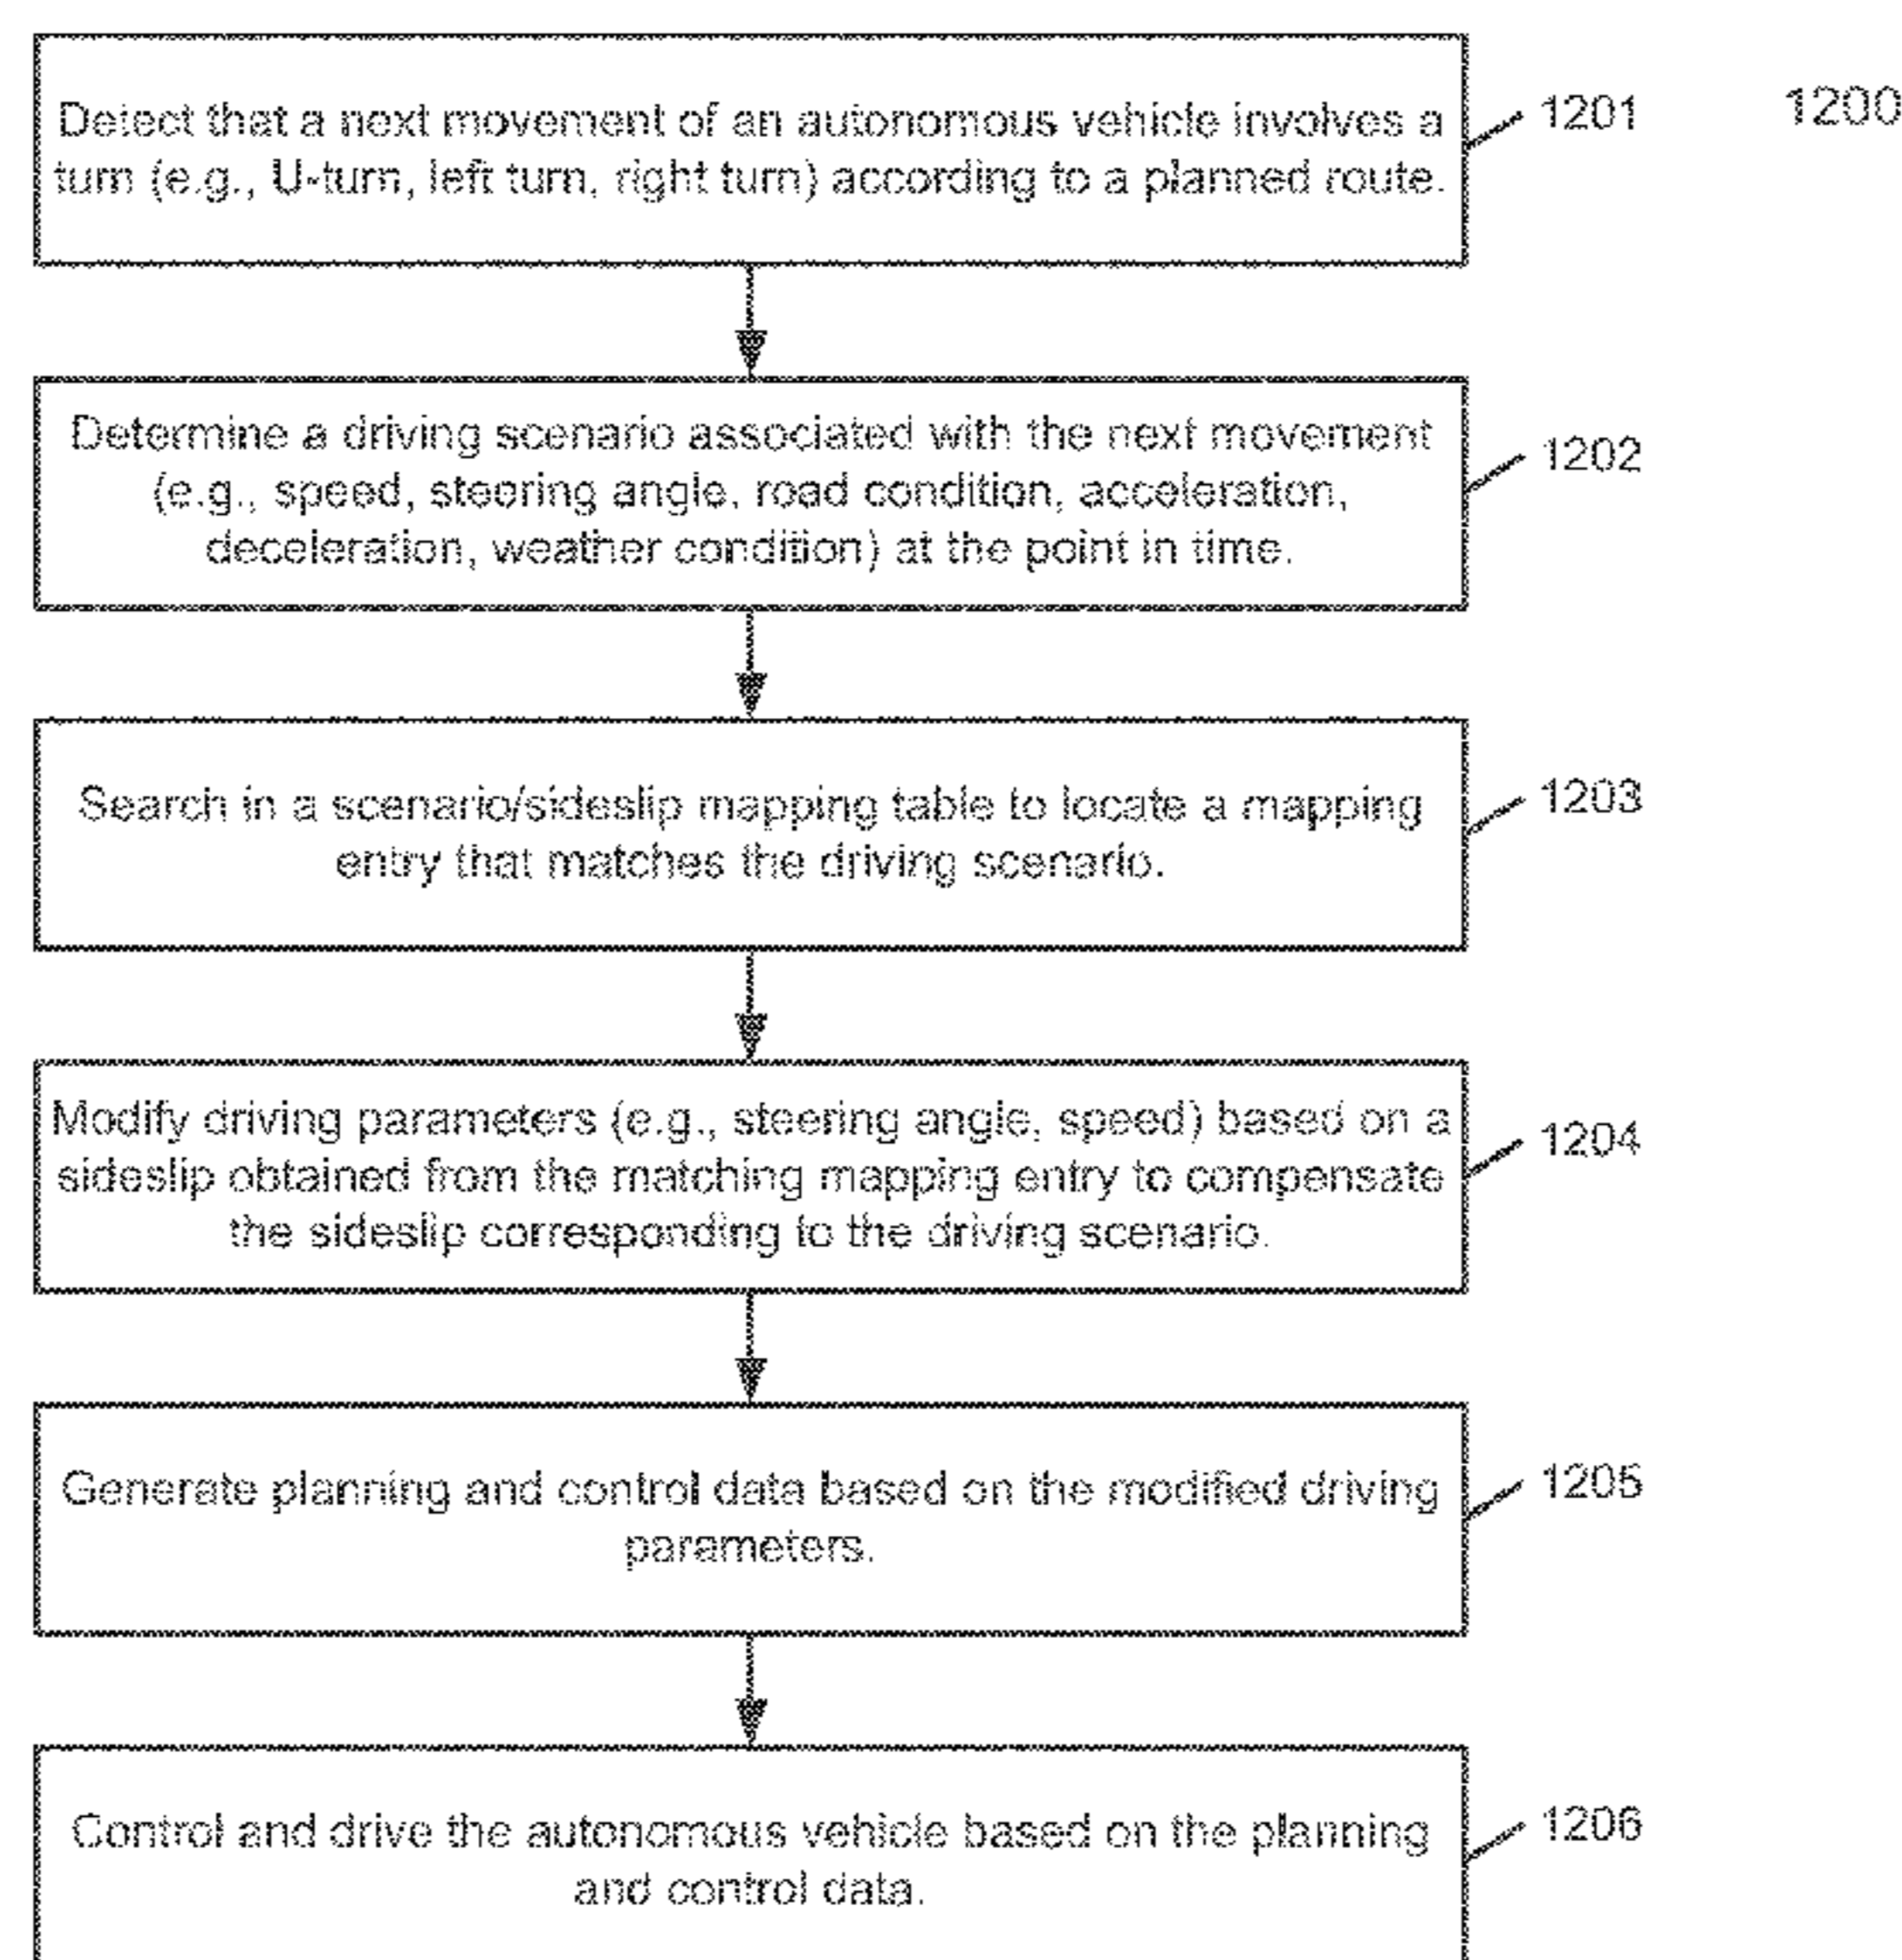 Detect that a next movement of an autonomous vehicle involves a
turn (e.g., U-turn, left turn, right turn) according to a planned route.
1201
1200
Determine a driving scenario associated with the next movement
(e.g., speed, steering angle, road condition, acceleration,
deceleration, weather condition) at the point in time.
1202
Search in a scenario/sideslip mapping table to locate a mapping
entry that matches the driving scenario.
1203
Modify driving parameters (e.g., steering angle, speed) based on a
sideslip obtained from the matching mapping entry to compensate
the sideslip corresponding to the driving scenario.
1204
Generate planning and control data based on the modified driving
parameters.
1205
Control and drive the autonomous vehicle based on the planning
and control data.
1206